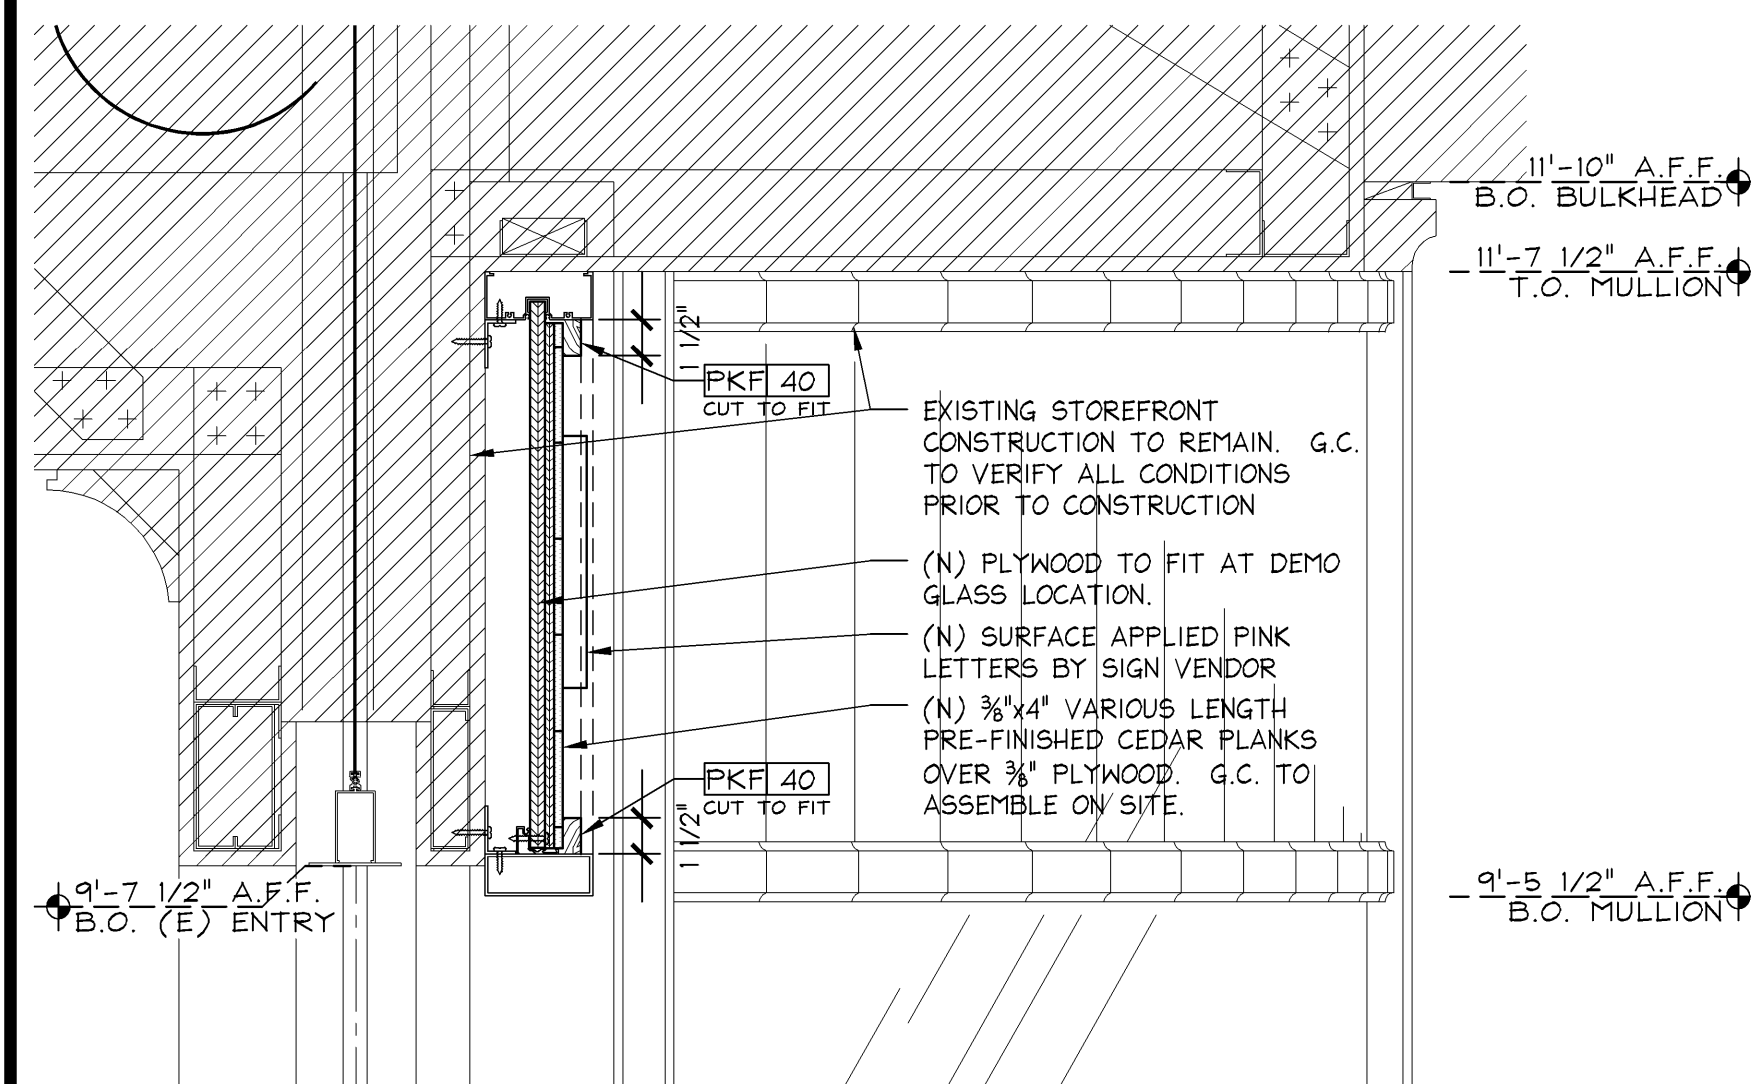 11'-10" A.F.F.
B.O. BULKHEAD
11'-7 1/2" A.F.F.
T.O. MULLION
1 1/2"
PKF 40
CUT TO FIT
EXISTING STOREFRONT
CONSTRUCTION TO REMAIN. G.C.
TO VERIFY ALL CONDITIONS
PRIOR TO CONSTRUCTION
(N) PLYWOOD TO FIT AT DEMO
GLASS LOCATION.
(N) SURFACE APPLIED PINK
LETTERS BY SIGN VENDOR
(N) ⅜"x4" VARIOUS LENGTH
PRE-FINISHED CEDAR PLANKS
OVER ⅜" PLYWOOD. G.C. TO
ASSEMBLE ON SITE.
PKF 40
CUT TO FIT
1 1/2"
9'-7 1/2" A.F.F.
B.O. (E) ENTRY
9'-5 1/2" A.F.F.
B.O. MULLION